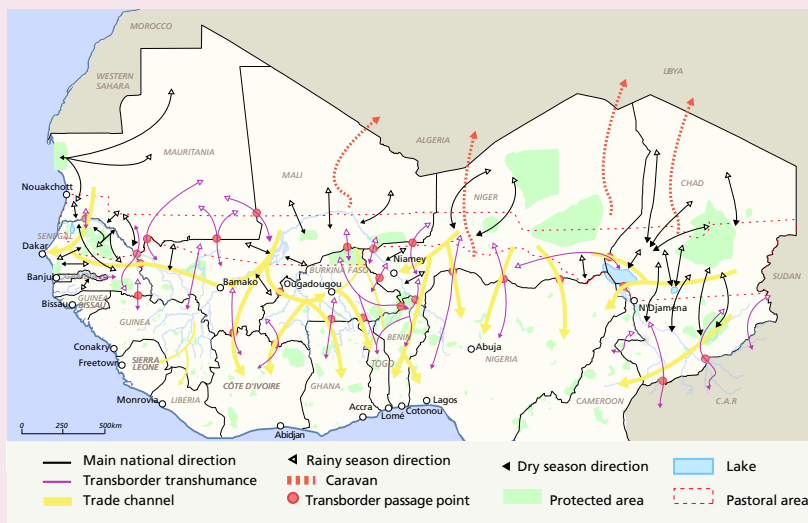 MOROCCO
WESTERN
SAHARA
LIBYA
ALGERIA
MAURITANIA
MALI
NIGER
CHAD
Nouakchott
SENEGAL
Dakar
Niamey
SUDAN
Banjul
BURKINA FASO
Bamako
Ougadougou
N'Djamena
Bissau
GUINEA
BISSAU
GUINEA
BENIN
Abuja
NIGERIA
Conakry
SIERRA
LEONE
TOGO
Freetown
CÔTE D'IVOIRE
GHANA
Monrovia
LIBERIA
CAMEROON
C.A.R
Lagos
Accra
Lomé
Cotonou
Abidjan
0 250 500km
Main national direction
Rainy season direction
Dry season direction
Lake
Transborder transhumance
Caravan
Trade channel
Transborder passage point
Protected area
Pastoral area